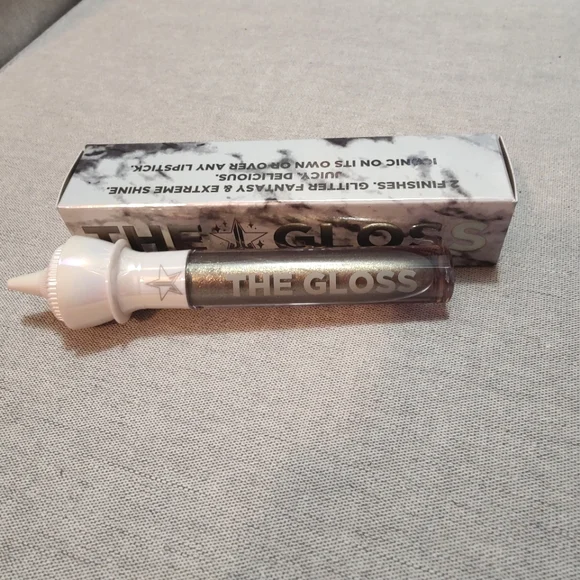 2 FINISHES. GLITTER FANTASY & EXTREME SHINE.
JUICY, DELICIOUS.
ICONIC ON ITS OWN OR OVER ANY LIPSTICK.
THE GLOSS
THE GLOSS